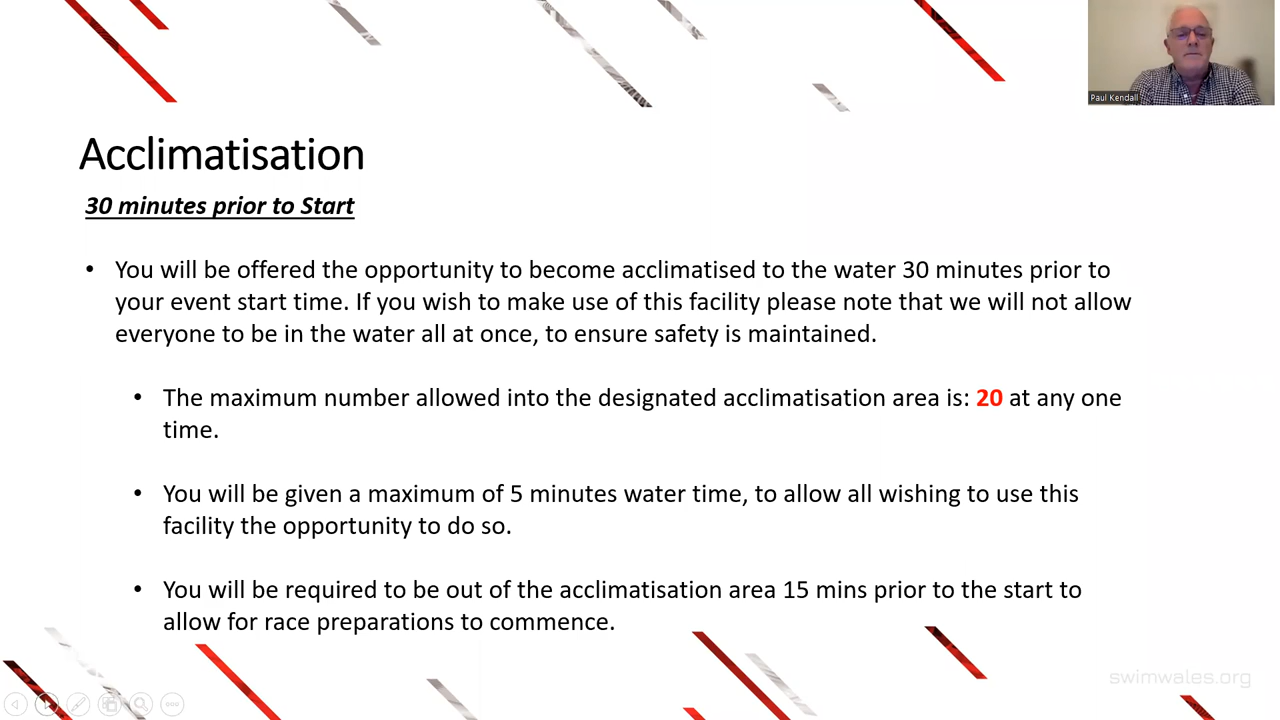 Paul Kendall
Acclimatisation
30 minutes prior to Start
• You will be offered the opportunity to become acclimatised to the water 30 minutes prior to
your event start time. If you wish to make use of this facility please note that we will not allow
everyone to be in the water all at once, to ensure safety is maintained.
• The maximum number allowed into the designated acclimatisation area is: 20 at any one
time.
• You will be given a maximum of 5 minutes water time, to allow all wishing to use this
facility the opportunity to do so.
• You will be required to be out of the acclimatisation area 15 mins prior to the start to
allow for race preparations to commence.
swimwales.org